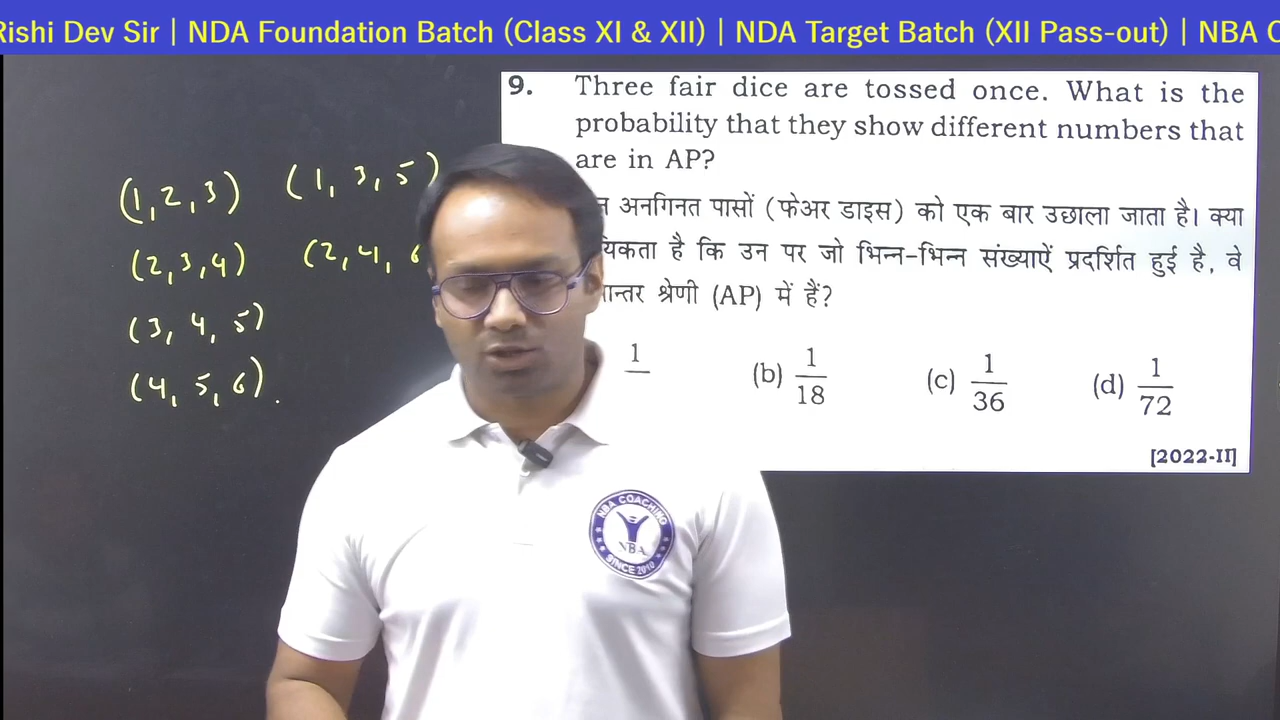 Rishi Dev Sir | NDA Foundation Batch (Class XI & XII) | NDA Target Batch (XII Pass-out) | NBA
9. Three fair dice are tossed once. What is the
probability that they show different numbers that
are in AP?
अनगिनत पासों (फेअर डाइस) को एक बार उछाला जाता है। क्या
है कि उन पर जो भिन्न-भिन्न संख्याऐं प्रदर्शित हुई है, वे
श्रेणी (AP) में हैं?
1
(b) 1/18
(c) 1/36
(d) 1/72
[2022-II]
(1, 2, 3) (1, 3, 5)
(2, 3, 4) (2, 4, 6
(3, 4, 5)
(4, 5, 6).
NBA COACHING
NBA
SINCE 2010